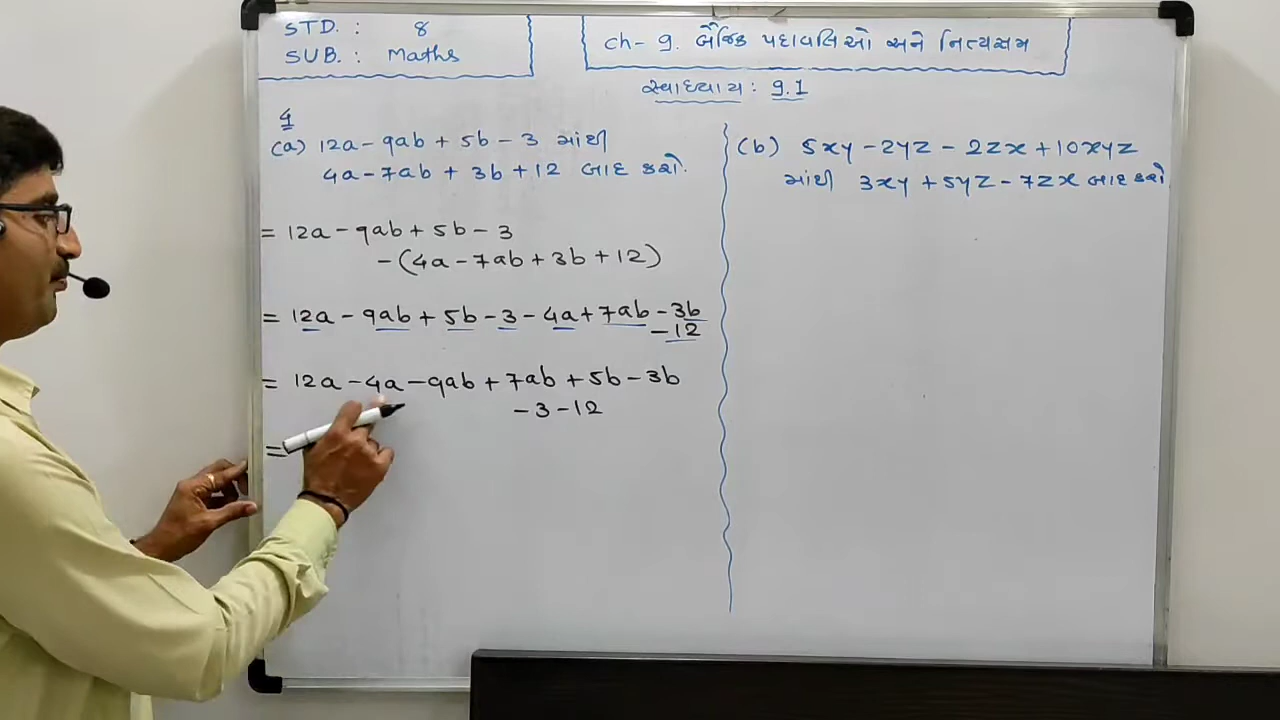 STD. : 8
SUB. : Maths
ch- 9. બૈજિક પદાવલિઓ અને નિત્યસમ
સ્વાધ્યાય : 9.1
4
(a) 12a - 9ab + 5b - 3 માંથી
4a - 7ab + 3b + 12 બાદ કરો.
= 12a - 9ab + 5b - 3
- (4a - 7ab + 3b + 12)
= 12a - 9ab + 5b - 3 - 4a + 7ab - 3b
- 12
= 12a - 4a - 9ab + 7ab + 5b - 3b
- 3 - 12
=
(b) 5xy - 2yz - 2zx + 10xyz
માંથી 3xy + 5yz - 7zx બાદ કરો